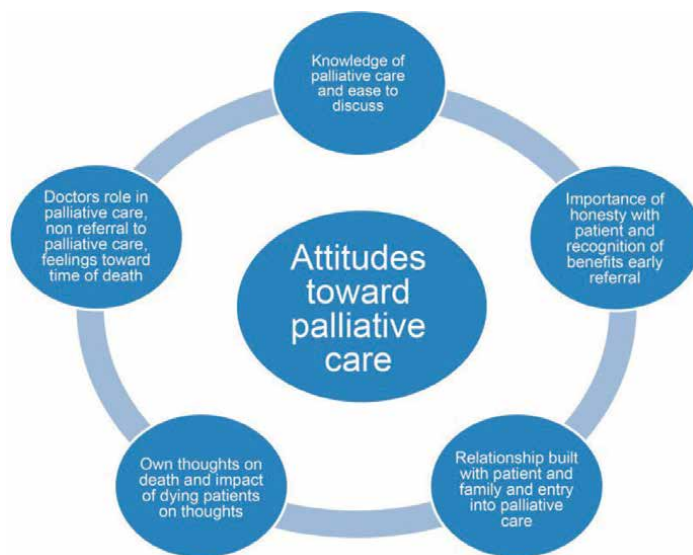 Knowledge of
palliative care
and ease to
discuss
Importance of
honesty with
patient and
recognition of
benefits early
referral
Relationship built
with patient and
family and entry
into palliative
care
Own thoughts on
death and impact
of dying patients
on thoughts
Doctors role in
palliative care,
non referral to
palliative care,
feelings toward
time of death
Attitudes
toward
palliative
care